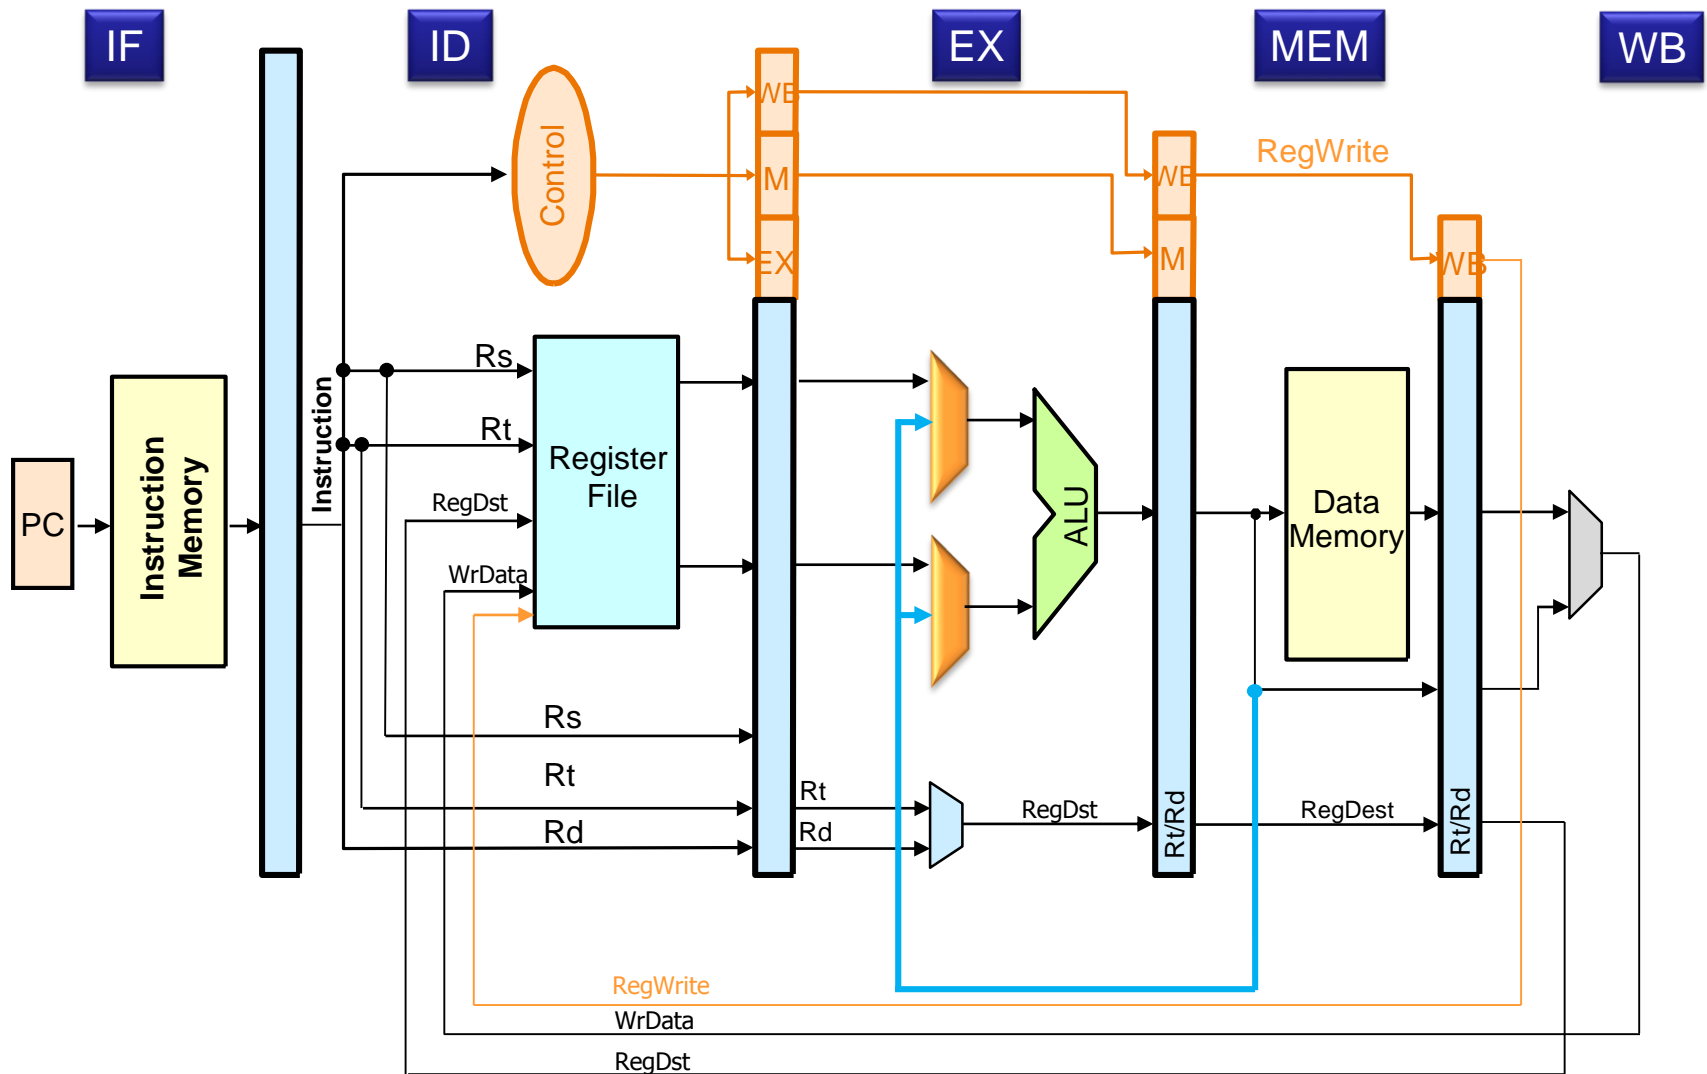 IF
ID
EX
MEM
WB
WB
Control
M
EX
RegWrite
WB
M
WB
Rs
Rt
Instruction
Register
File
RegDst
WrData
PC
Instruction
Memory
ALU
Data
Memory
Rs
Rt
Rd
Rt
Rd
RegDst
Rt/Rd
RegDest
Rt/Rd
RegWrite
WrData
RegDst